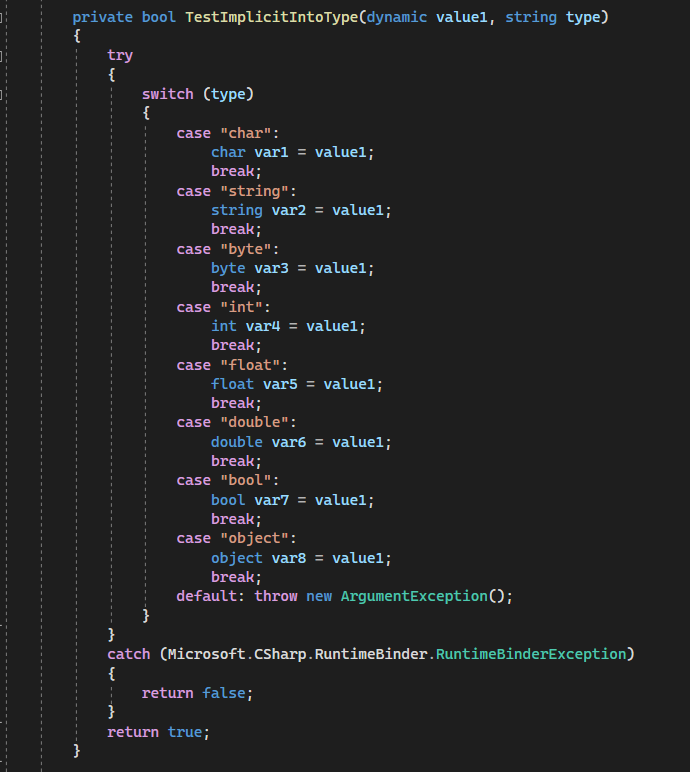 private bool TestImplicitIntoType(dynamic value1, string type)
{
try
{
switch (type)
{
case "char":
char var1 = value1;
break;
case "string":
string var2 = value1;
break;
case "byte":
byte var3 = value1;
break;
case "int":
int var4 = value1;
break;
case "float":
float var5 = value1;
break;
case "double":
double var6 = value1;
break;
case "bool":
bool var7 = value1;
break;
case "object":
object var8 = value1;
break;
default: throw new ArgumentException();
}
}
catch (Microsoft.CSharp.RuntimeBinder.RuntimeBinderException)
{
return false;
}
return true;
}